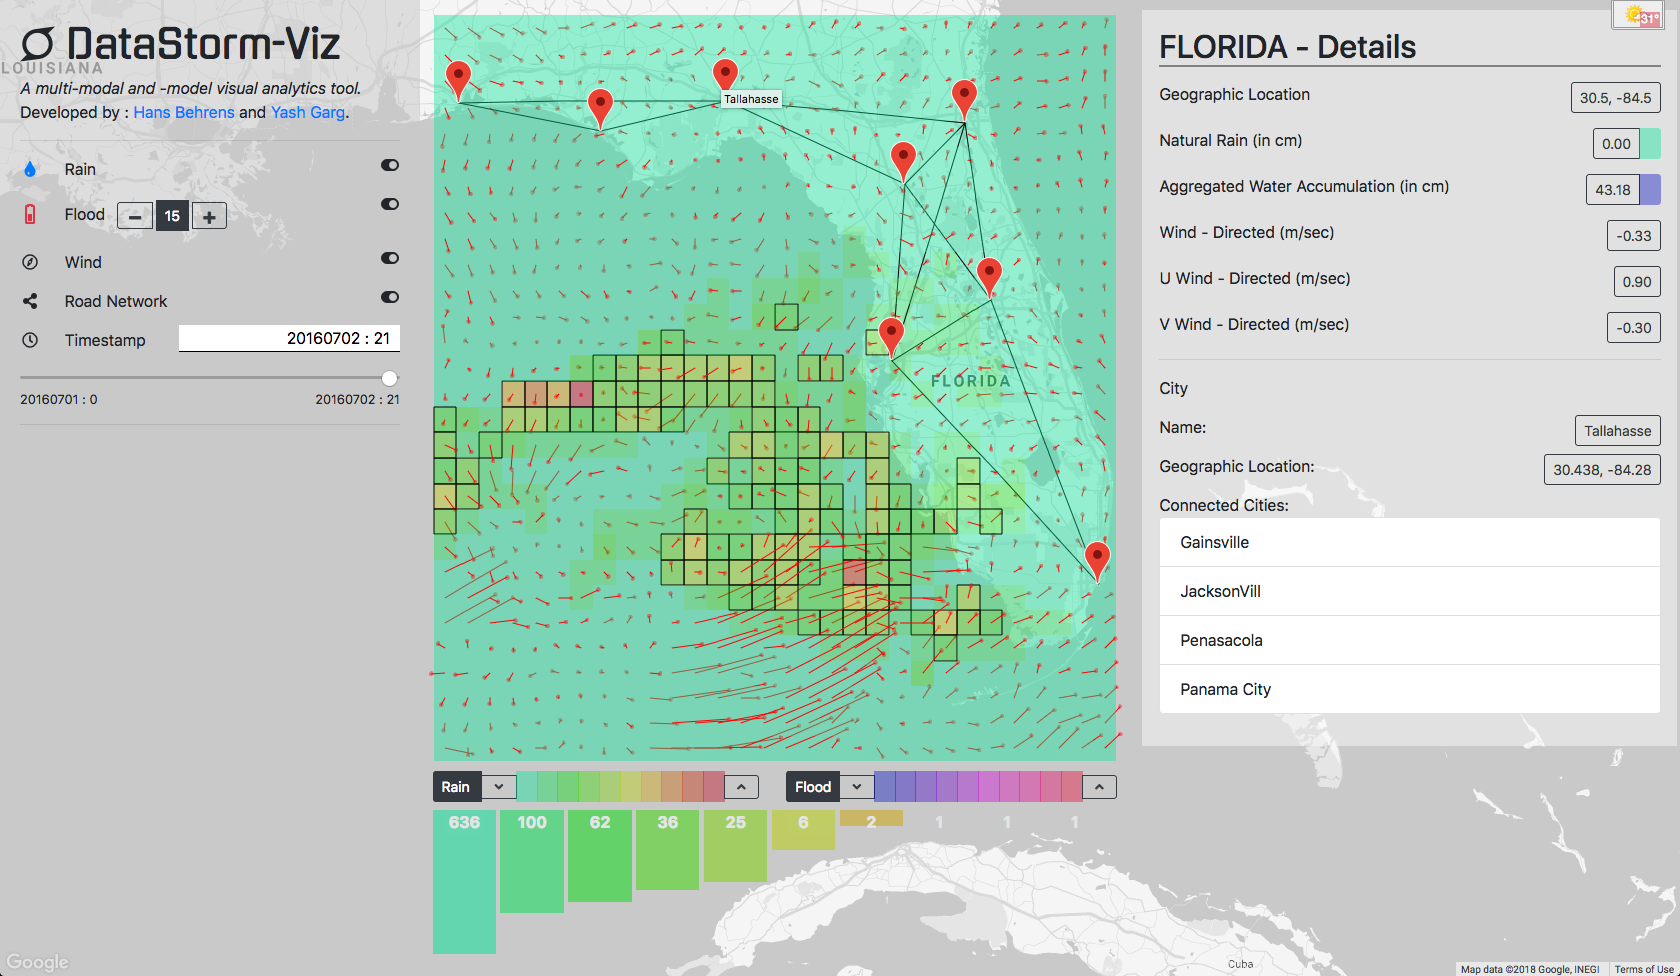 DataStorm-Viz
LOUISIANA
A multi-modal and -model visual analytics tool.
Developed by : Hans Behrens and Yash Garg.
Rain
Flood − 15 +
Wind
Road Network
Timestamp 20160702 : 21
20160701 : 0 20160702 : 21
Tallahasse
FLORIDA
Rain
Flood
636 100 62 36 25 6 2 1 1 1
31°
FLORIDA - Details
Geographic Location 30.5, -84.5
Natural Rain (in cm) 0.00
Aggregated Water Accumulation (in cm) 43.18
Wind - Directed (m/sec) -0.33
U Wind - Directed (m/sec) 0.90
V Wind - Directed (m/sec) -0.30
City
Name: Tallahasse
Geographic Location: 30.438, -84.28
Connected Cities:
Gainsville
JacksonVill
Penasacola
Panama City
Cuba
Google
Map data ©2018 Google, INEGI Terms of Use